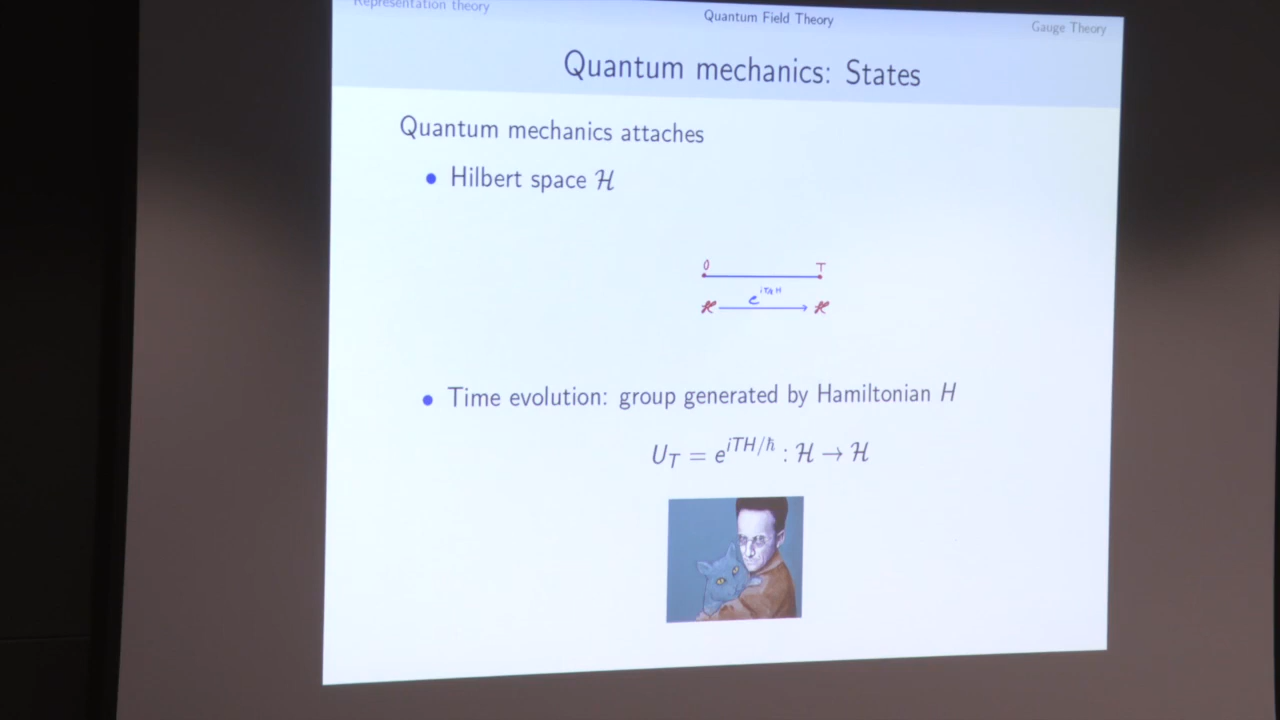 Representation theory
Quantum Field Theory
Gauge Theory
Quantum mechanics: States
Quantum mechanics attaches
• Hilbert space ℋ
0 T
ℋ ℋ
• Time evolution: group generated by Hamiltonian H
U_T = e^{iTH/ℏ} : ℋ → ℋ